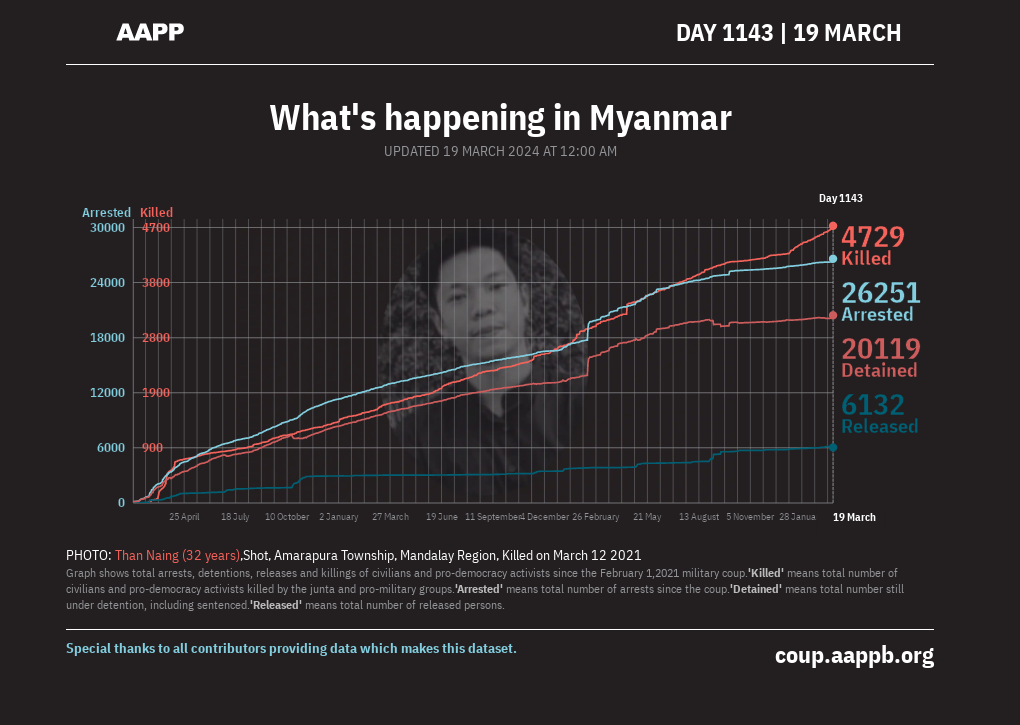 AAPP
DAY 1143 | 19 MARCH
What's happening in Myanmar
UPDATED 19 MARCH 2024 AT 12:00 AM
Day 1143
Arrested Killed
30000 4700
24000 3800
18000 2800
12000 1900
6000 900
0
4729
Killed
26251
Arrested
20119
Detained
6132
Released
25 April 18 July 10 October 2 January 27 March 19 June 11 September 4 December 26 February 21 May 13 August 5 November 28 Janua 19 March
PHOTO: Than Naing (32 years),Shot, Amarapura Township, Mandalay Region, Killed on March 12 2021
Graph shows total arrests, detentions, releases and killings of civilians and pro-democracy activists since the February 1,2021 military coup.'Killed' means total number of
civilians and pro-democracy activists killed by the junta and pro-military groups.'Arrested' means total number of arrests since the coup.'Detained' means total number still
under detention, including sentenced.'Released' means total number of released persons.
Special thanks to all contributors providing data which makes this dataset.
coup.aappb.org